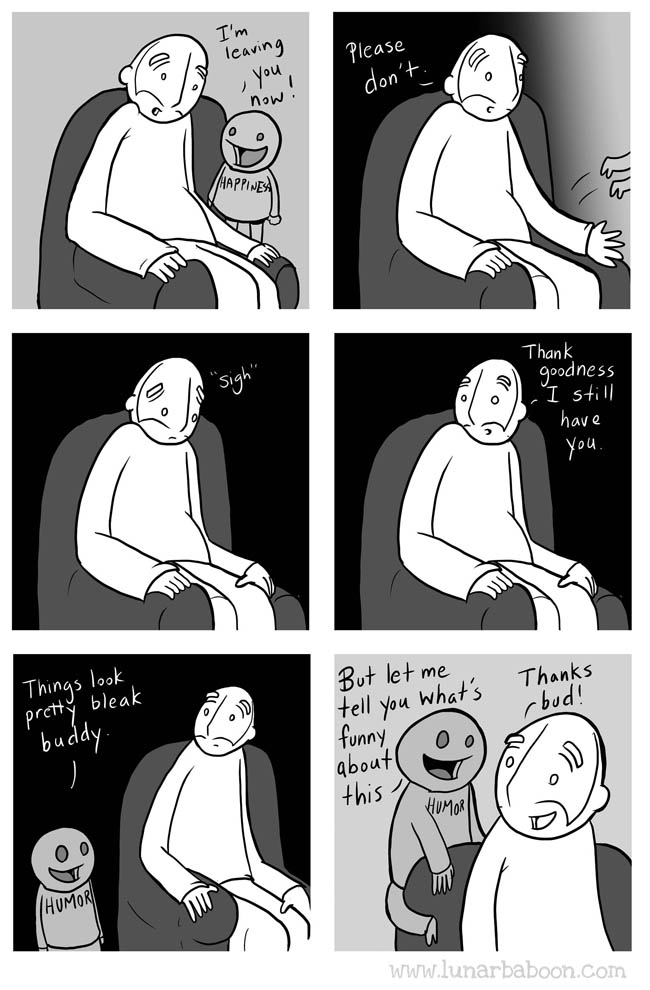 I'm
leaving
you
now!
HAPPINESS
Please
don't.
"sigh"
Thank
goodness
I still
have
you.
Things look
pretty bleak
buddy.
HUMOR
But let me
tell you what's
funny
about
this
HUMOR
Thanks
bud!
www.lunarbaboon.com